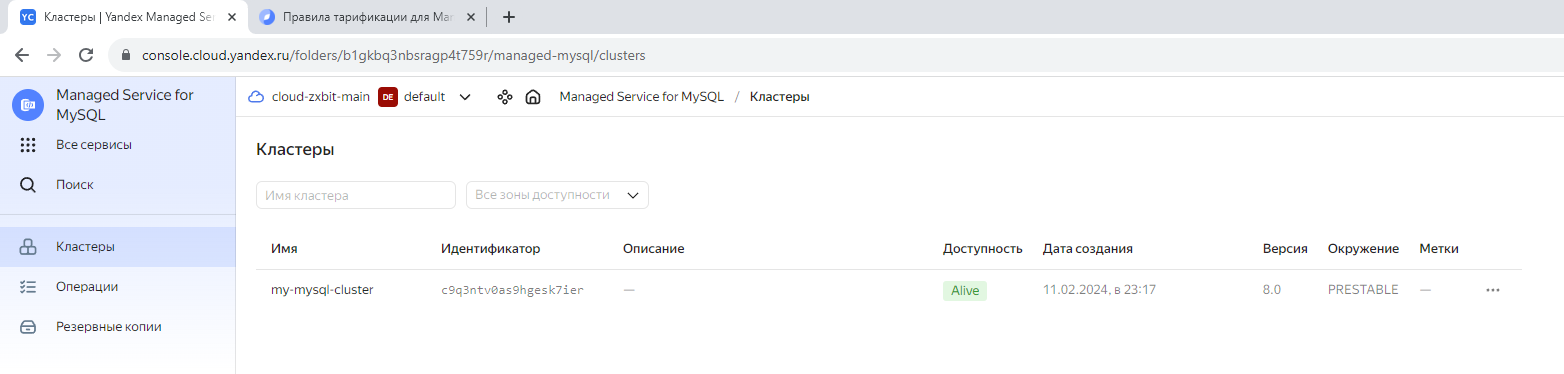 YC Кластеры | Yandex Managed Se
Правила тарификации для Mar
console.cloud.yandex.ru/folders/b1gkbq3nbsragp4t759r/managed-mysql/clusters
Managed Service for
MySQL
Все сервисы
Поиск
Кластеры
Операции
Резервные копии
cloud-zxbit-main DE default Managed Service for MySQL / Кластеры
Кластеры
Имя кластера Все зоны доступности
Имя Идентификатор Описание Доступность Дата создания Версия Окружение Метки
my-mysql-cluster c9q3ntv0as9hgesk7ier — Alive 11.02.2024, в 23:17 8.0 PRESTABLE —